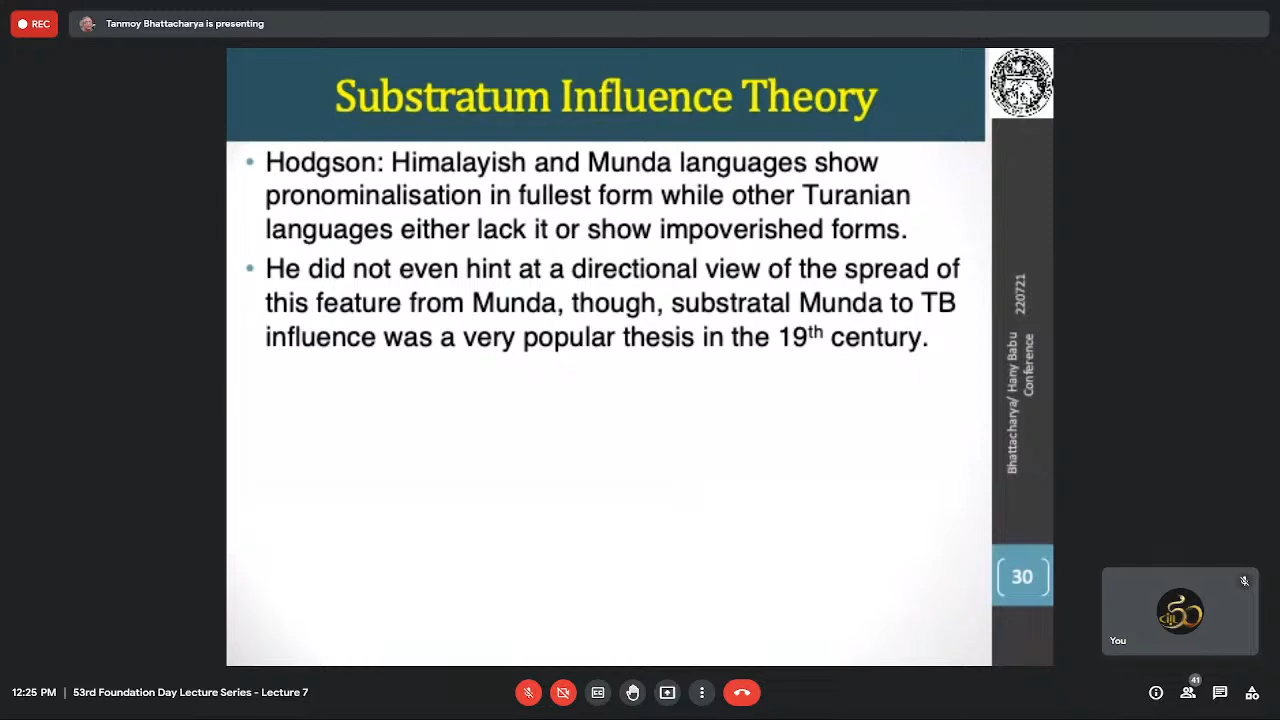 REC
Tanmoy Bhattacharya is presenting
Substratum Influence Theory
• Hodgson: Himalayish and Munda languages show
pronominalisation in fullest form while other Turanian
languages either lack it or show impoverished forms.
• He did not even hint at a directional view of the spread of
this feature from Munda, though, substratal Munda to TB
influence was a very popular thesis in the 19th century.
Bhattacharya/ Hany Babu 220721
Conference
30
You
12:25 PM | 53rd Foundation Day Lecture Series - Lecture 7
41